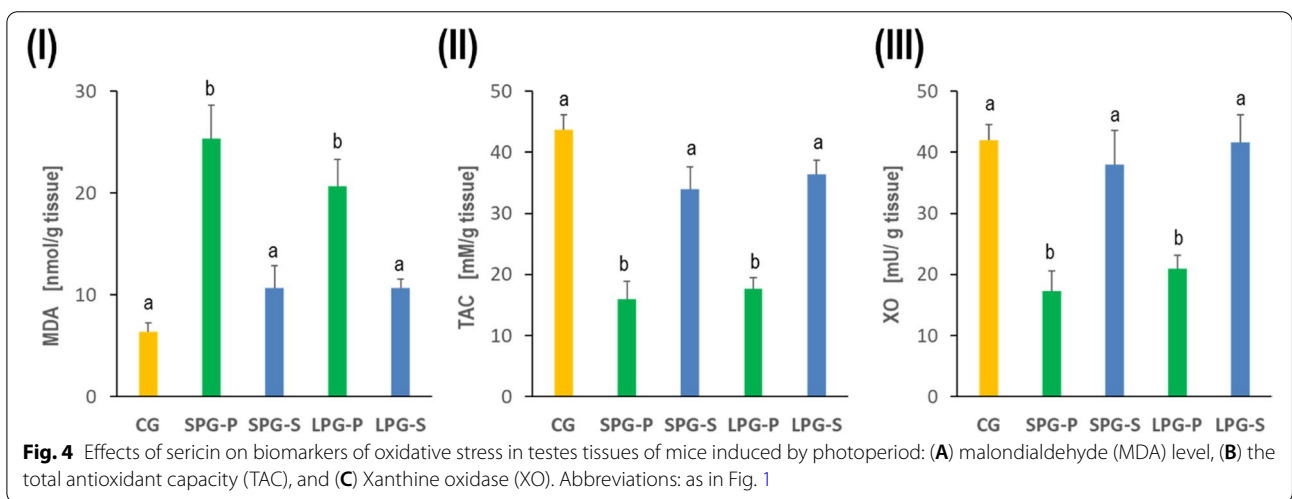 (I)
(II)
(III)
MDA [nmol/g tissue]
30
20
10
0
a
b
a
b
a
CG SPG-P SPG-S LPG-P LPG-S
TAC [mM/g tissue]
50
40
30
20
10
0
a
b
a
b
a
CG SPG-P SPG-S LPG-P LPG-S
XO [mU/ g tissue]
50
40
30
20
10
0
a
b
a
b
a
CG SPG-P SPG-S LPG-P LPG-S
Fig. 4 Effects of sericin on biomarkers of oxidative stress in testes tissues of mice induced by photoperiod: (A) malondialdehyde (MDA) level, (B) the
total antioxidant capacity (TAC), and (C) Xanthine oxidase (XO). Abbreviations: as in Fig. 1